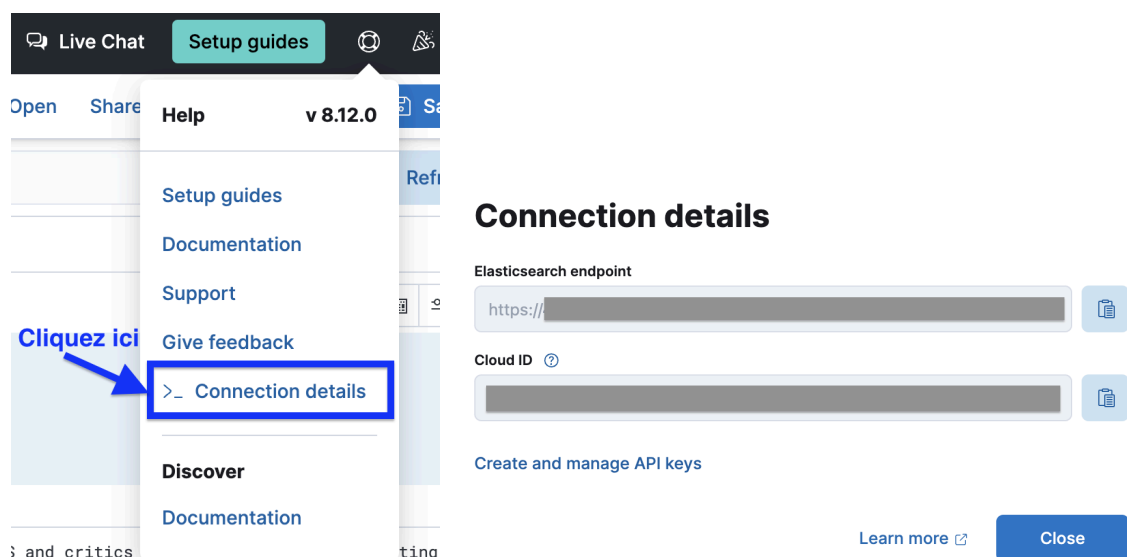 Live Chat
Setup guides
Open
Share
Help
v 8.12.0
Setup guides
Documentation
Support
Give feedback
Cliquez ici
>_ Connection details
Discover
Documentation
and critics
Connection details
Elasticsearch endpoint
https://
Cloud ID
Create and manage API keys
Learn more
Close